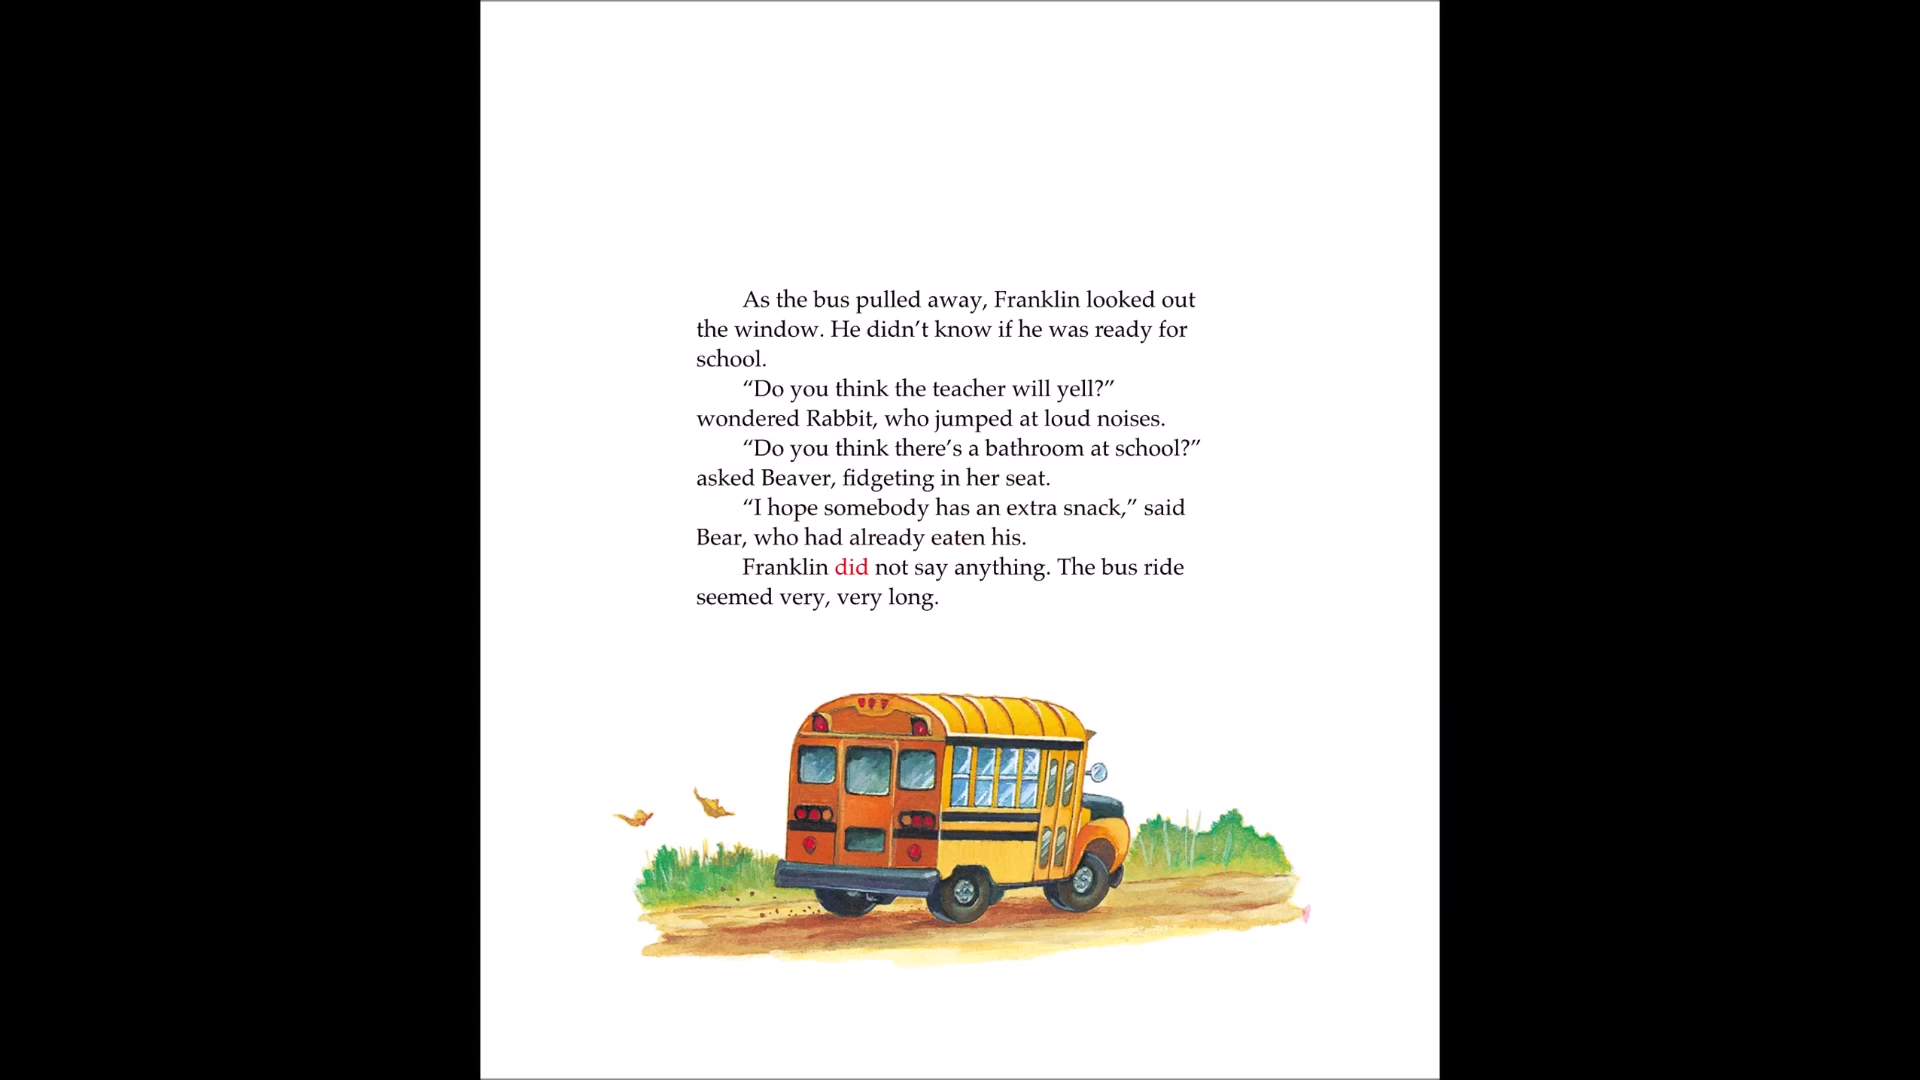 As the bus pulled away, Franklin looked out
the window. He didn’t know if he was ready for
school.
“Do you think the teacher will yell?”
wondered Rabbit, who jumped at loud noises.
“Do you think there’s a bathroom at school?”
asked Beaver, fidgeting in her seat.
“I hope somebody has an extra snack,” said
Bear, who had already eaten his.
Franklin did not say anything. The bus ride
seemed very, very long.